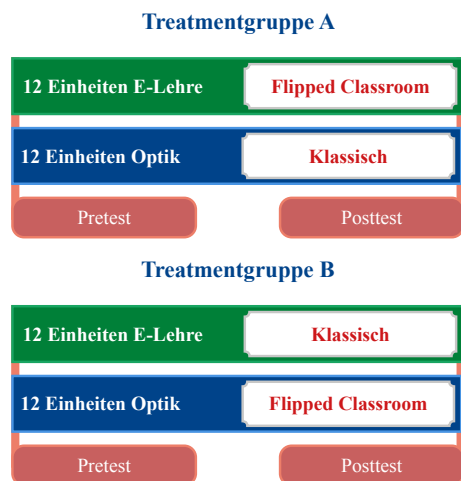 Treatmentgruppe A
12 Einheiten E-Lehre Flipped Classroom
12 Einheiten Optik Klassisch
Pretest Posttest
Treatmentgruppe B
12 Einheiten E-Lehre Klassisch
12 Einheiten Optik Flipped Classroom
Pretest Posttest